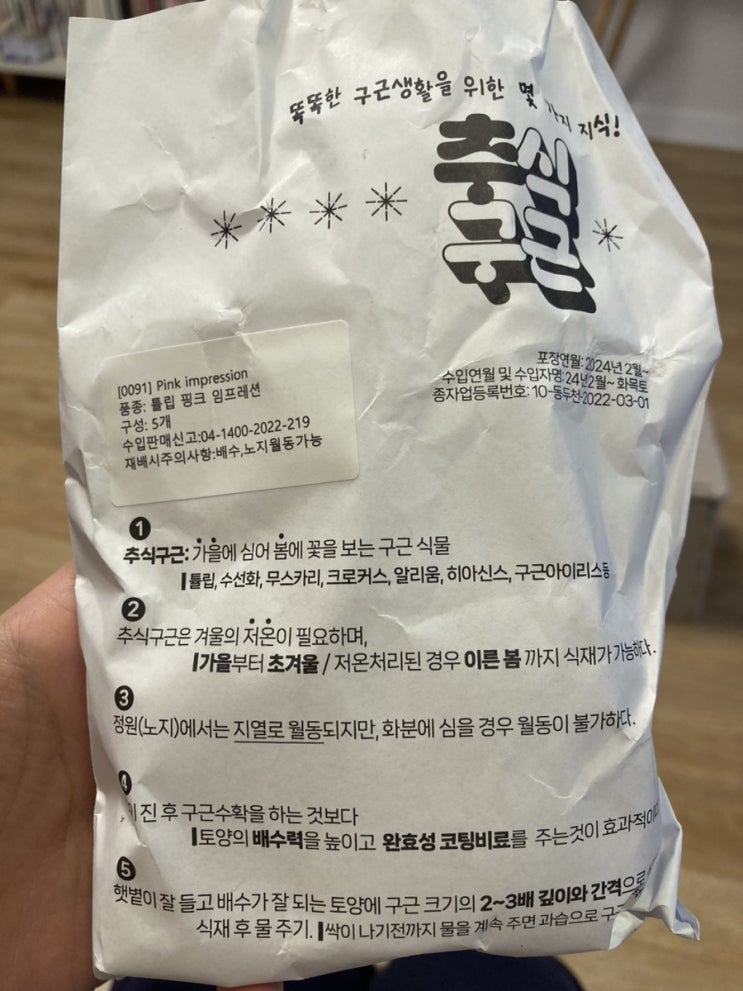 똑똑한 구근생활을 위한 몇 가지 지식!
추식
구근
포장연월: 2024년 2월~
수입연월 및 수입자명: 24년2월~ 화목토
종자업등록번호: 10-동두천-2022-03-01
[0091] Pink impression
품종: 튤립 핑크 임프레션
구성: 5개
수입판매신고:04-1400-2022-219
재배시주의사항:배수,노지월동가능
1
추식구근: 가을에 심어 봄에 꽃을 보는 구근 식물
튤립, 수선화, 무스카리, 크로커스, 알리움, 히아신스, 구근아이리스등
2
추식구근은 겨울의 저온이 필요하며,
가을부터 초겨울 / 저온처리된 경우 이른 봄 까지 식재가 가능하다.
3
정원(노지)에서는 지열로 월동되지만, 화분에 심을 경우 월동이 불가하다.
4
진 후 구근수확을 하는 것보다
토양의 배수력을 높이고 완효성 코팅비료를 주는것이 효과적이
5
햇볕이 잘 들고 배수가 잘 되는 토양에 구근 크기의 2~3배 깊이와 간격으로
식재 후 물 주기. 싹이 나기전까지 물을 계속 주면 과습으로